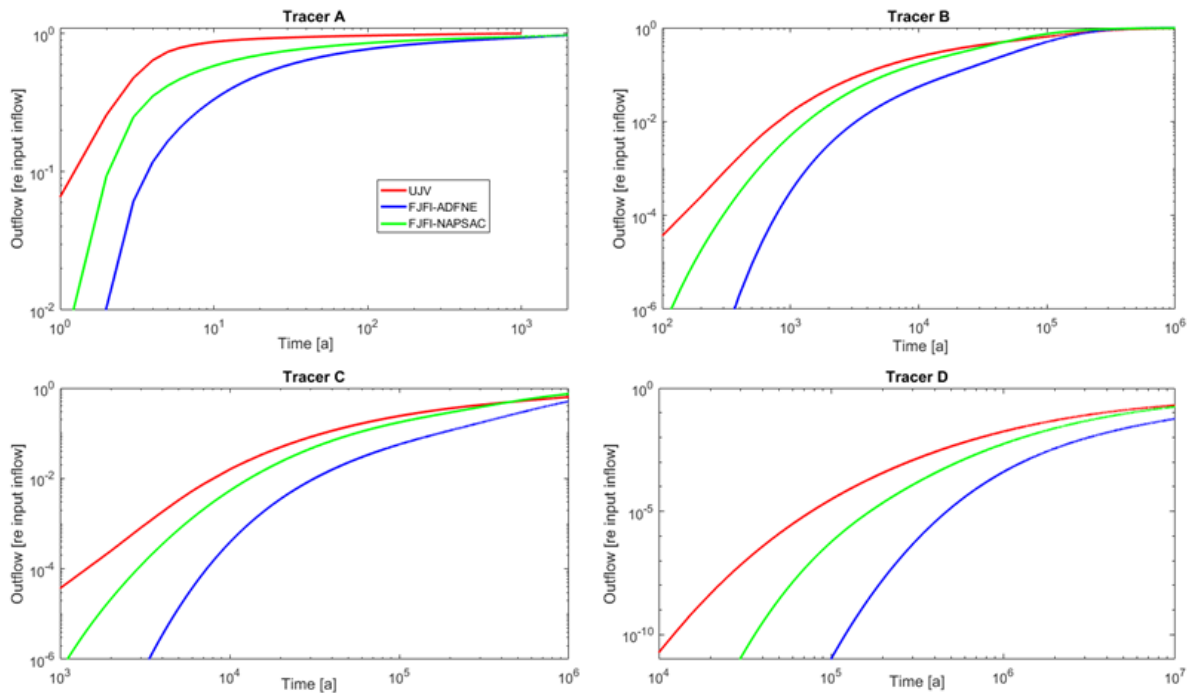 Tracer A
Outflow [re input inflow]
10^0
10^-1
10^-2
UJV
FJFI-ADFNE
FJFI-NAPSAC
10^0 10^1 10^2 10^3
Time [a]
Tracer B
Outflow [re input inflow]
10^0
10^-2
10^-4
10^-6
10^2 10^3 10^4 10^5 10^6
Time [a]
Tracer C
Outflow [re input inflow]
10^0
10^-2
10^-4
10^-6
10^3 10^4 10^5 10^6
Time [a]
Tracer D
Outflow [re input inflow]
10^0
10^-5
10^-10
10^4 10^5 10^6 10^7
Time [a]